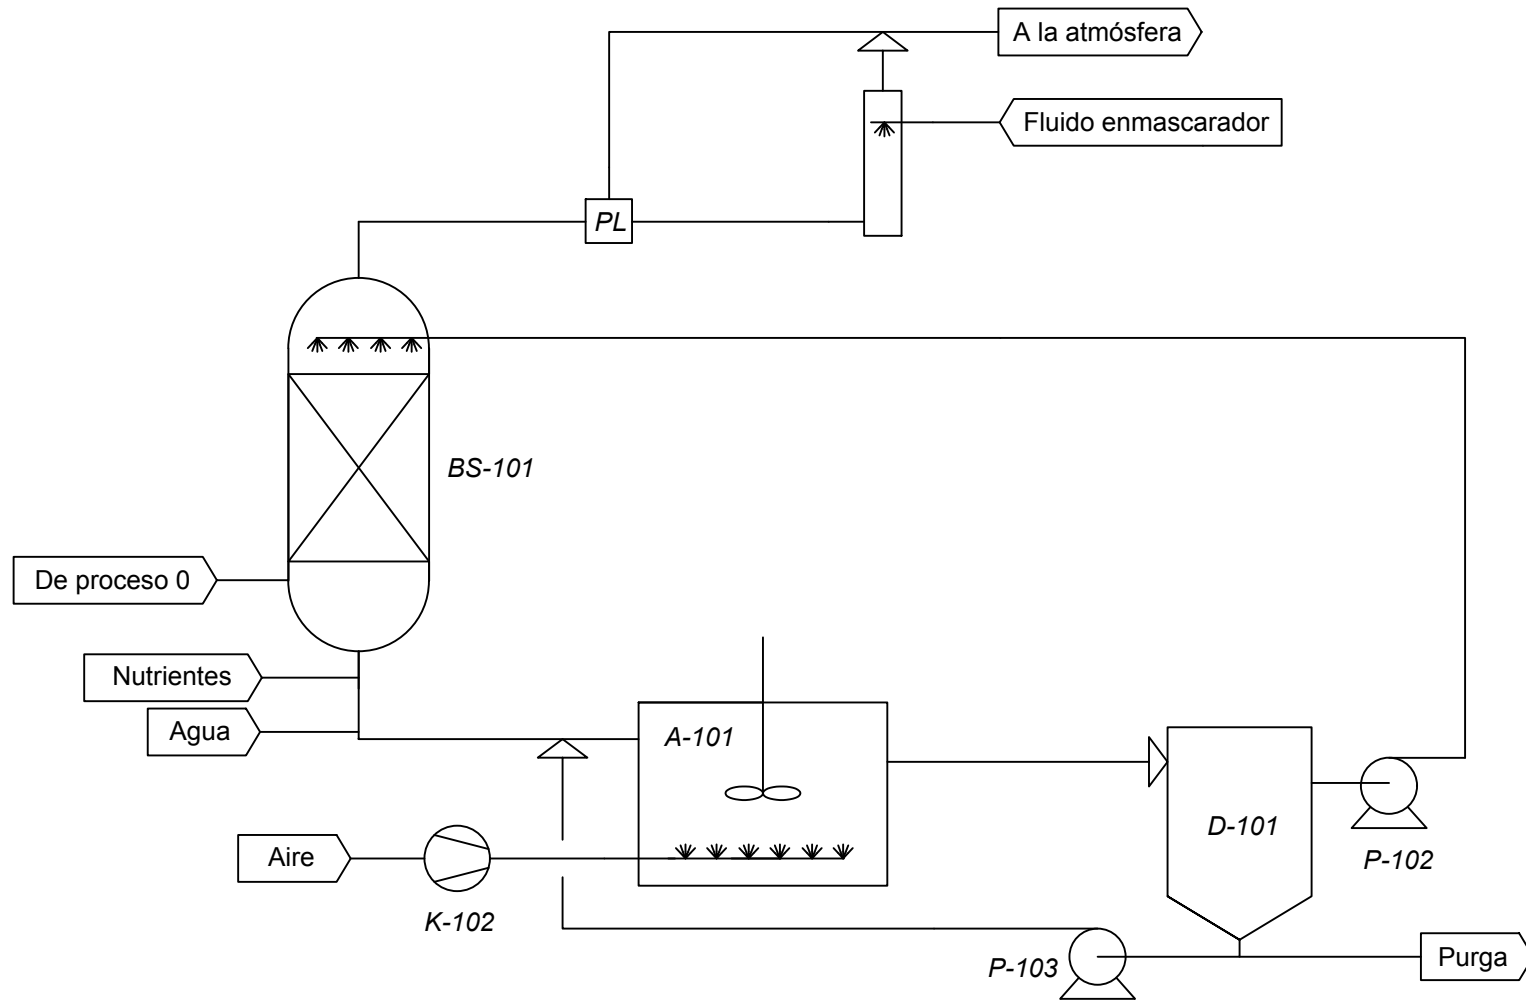 A la atmósfera
Fluido enmascarador
PL
BS-101
De proceso 0
Nutrientes
Agua
A-101
Aire
K-102
D-101
P-102
P-103
Purga